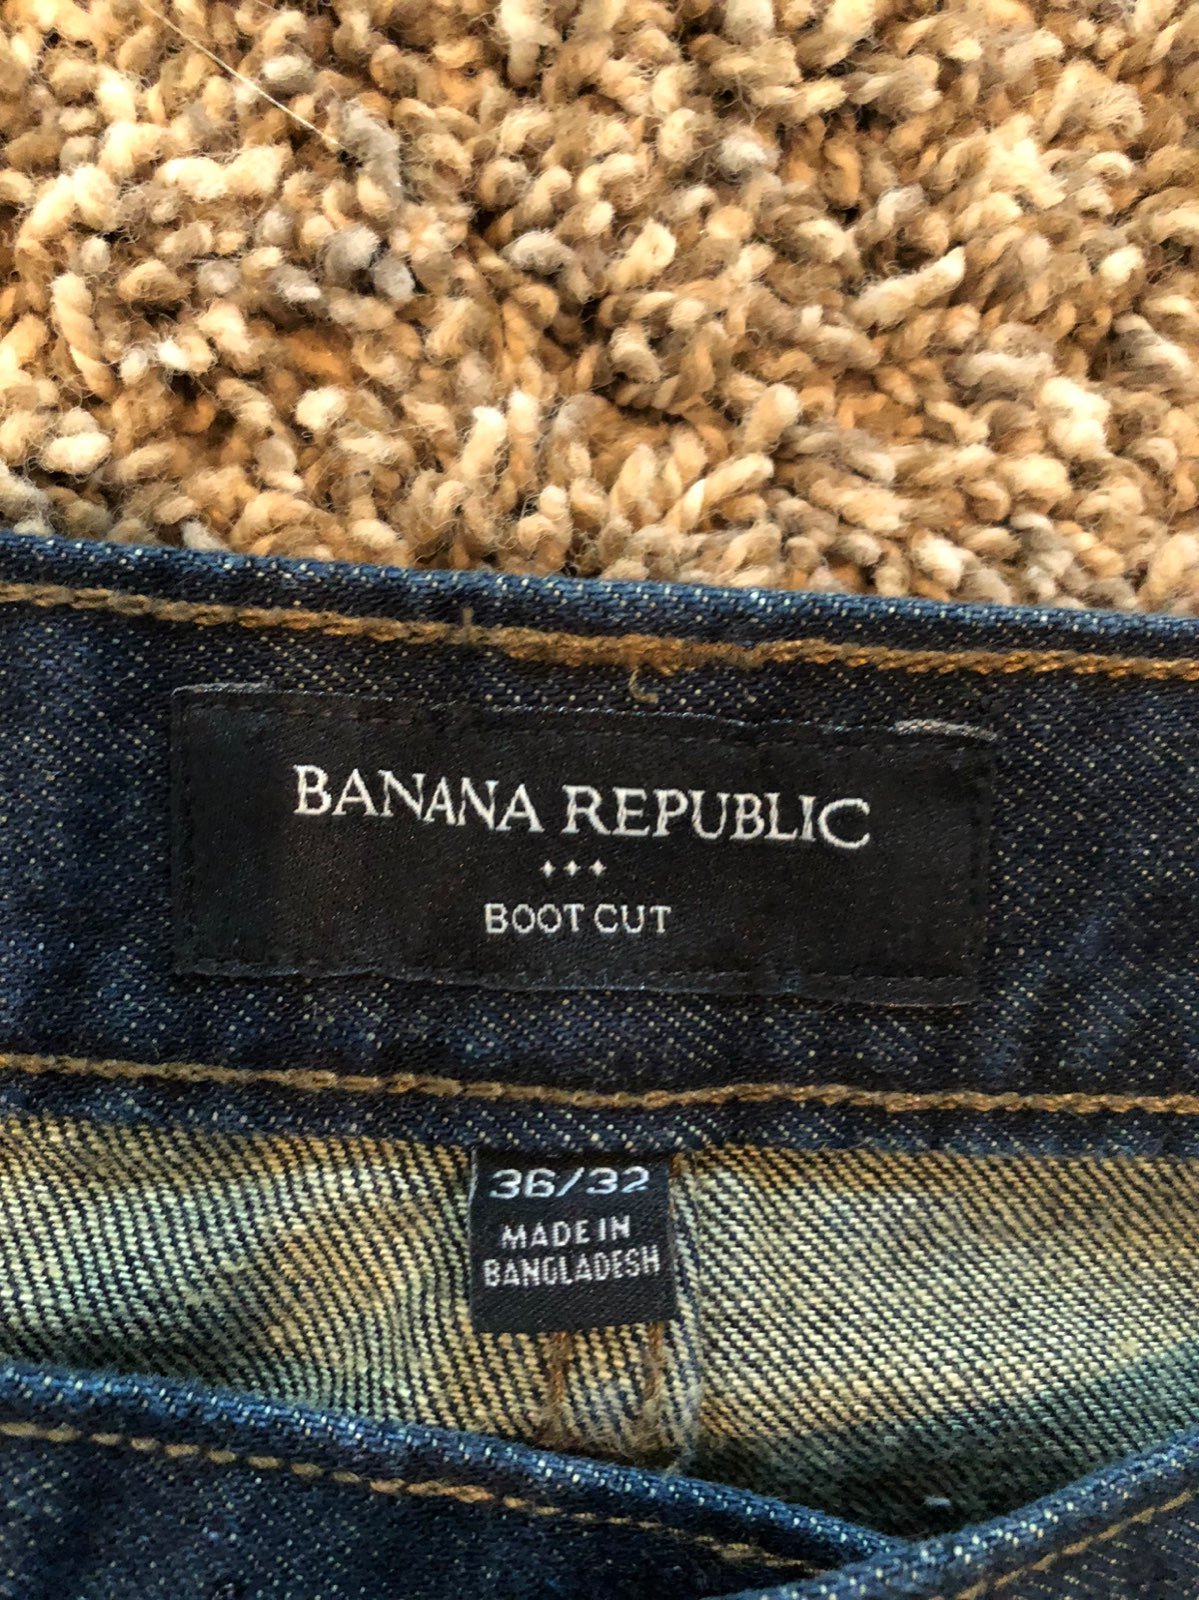 BANANA REPUBLIC
BOOT CUT
36/32
MADE IN
BANGLADESH